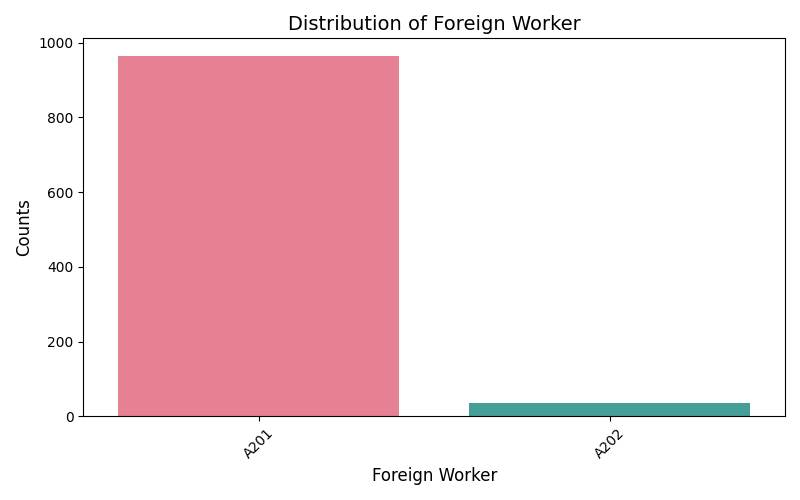 Distribution of Foreign Worker
1000
800
600
400
200
0
Counts
A201
A202
Foreign Worker